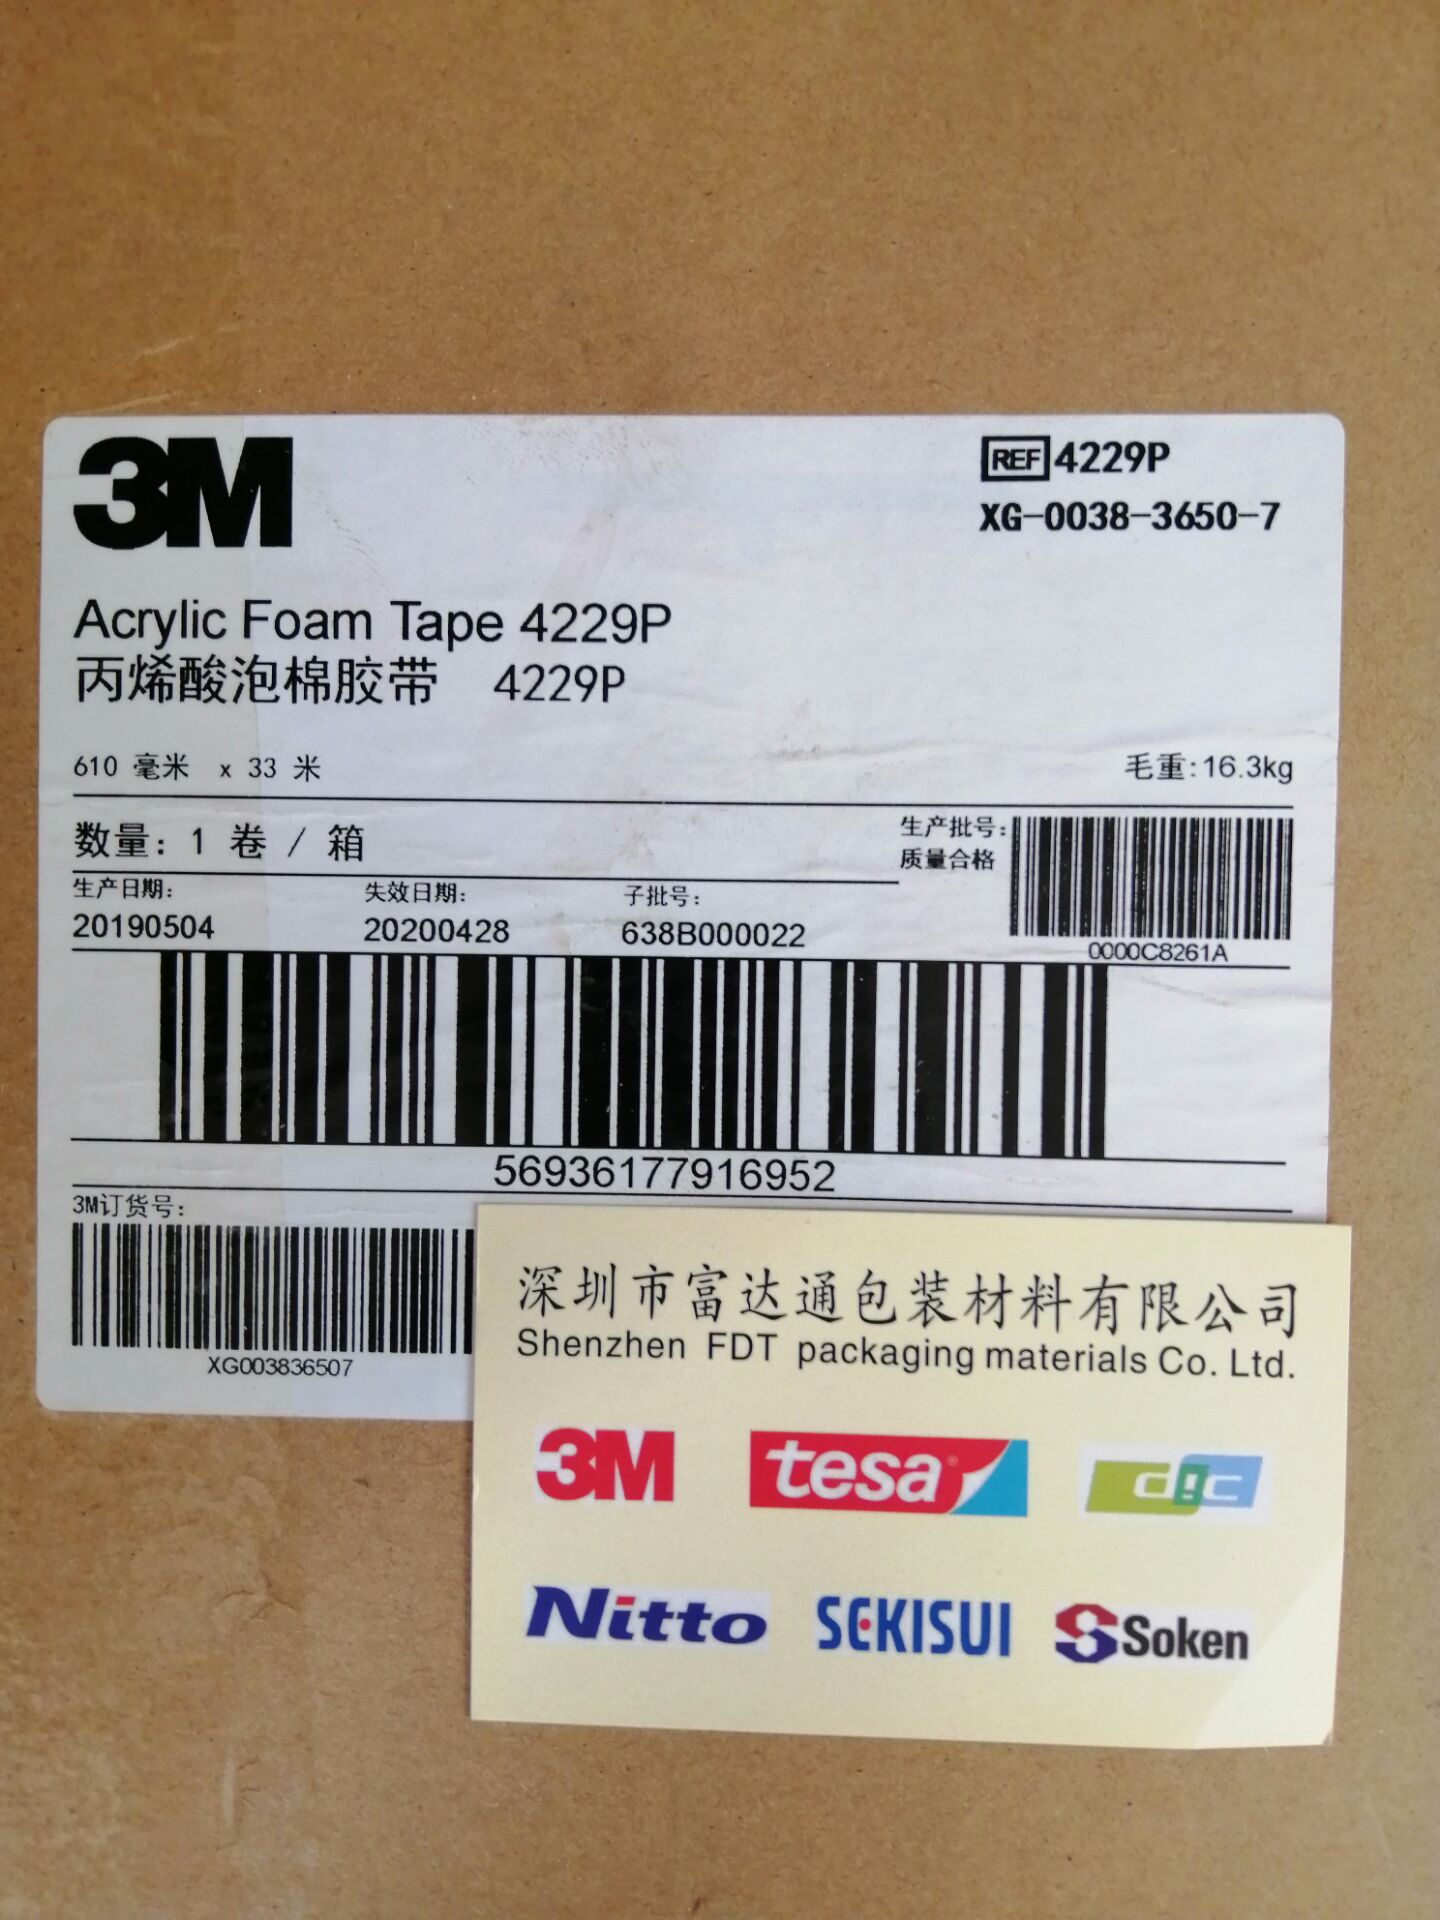 3M
REF 4229P
XG-0038-3650-7
Acrylic Foam Tape 4229P
丙烯酸泡棉胶带 4229P
610 毫米 x 33 米
毛重:16.3kg
数量: 1 卷 / 箱
生产批号:
质量合格
0000C8261A
生产日期: 失效日期: 子批号:
20190504 20200428 638B000022
56936177916952
3M订货号:
XG003836507
深圳市富达通包装材料有限公司
Shenzhen FDT packaging materials Co. Ltd.
3M tesa® dic
Nitto SEKISUI Soken